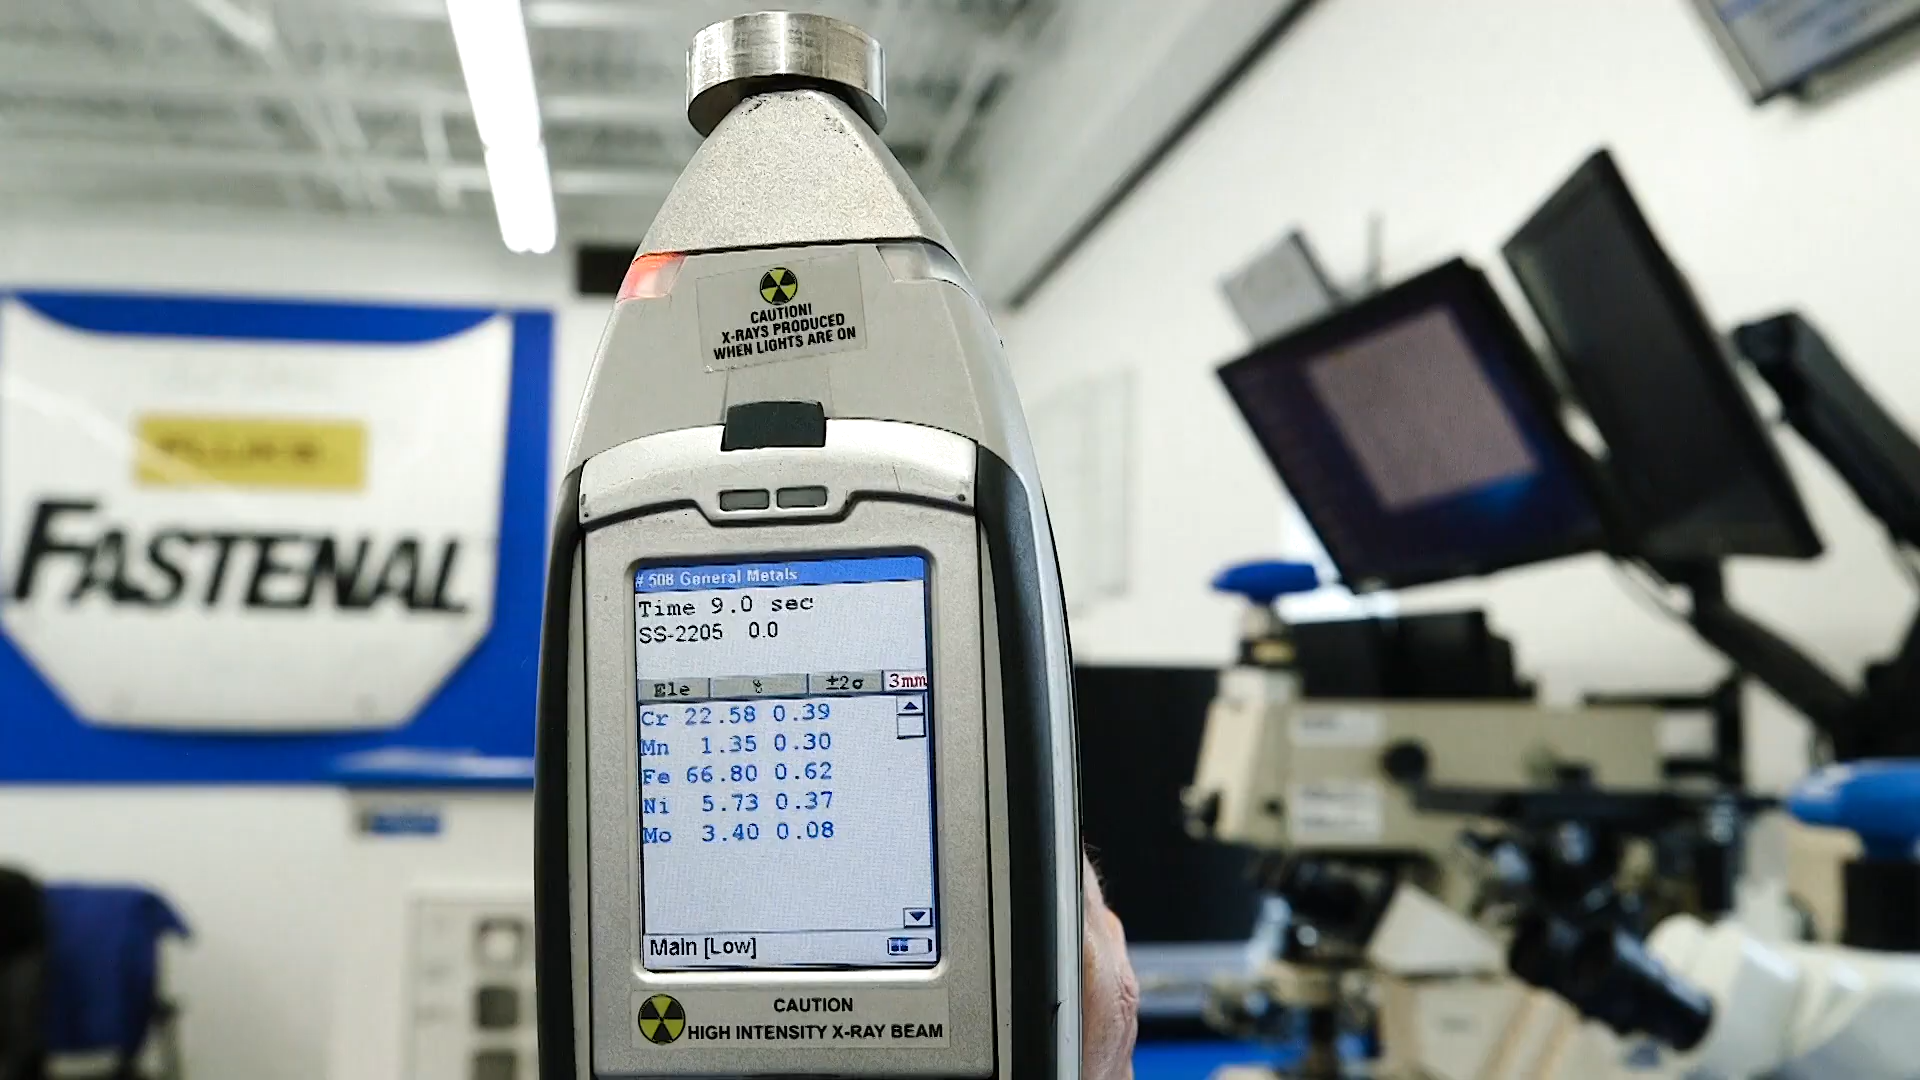 CAUTION!
X-RAYS PRODUCED
WHEN LIGHTS ARE ON
FASTENAL
# 508 General Metals
Time 9.0 sec
SS-2205 0.0
Ele % ±2σ 3mm
Cr 22.58 0.39
Mn 1.35 0.30
Fe 66.80 0.62
Ni 5.73 0.37
Mo 3.40 0.08
Main [Low]
CAUTION
HIGH INTENSITY X-RAY BEAM